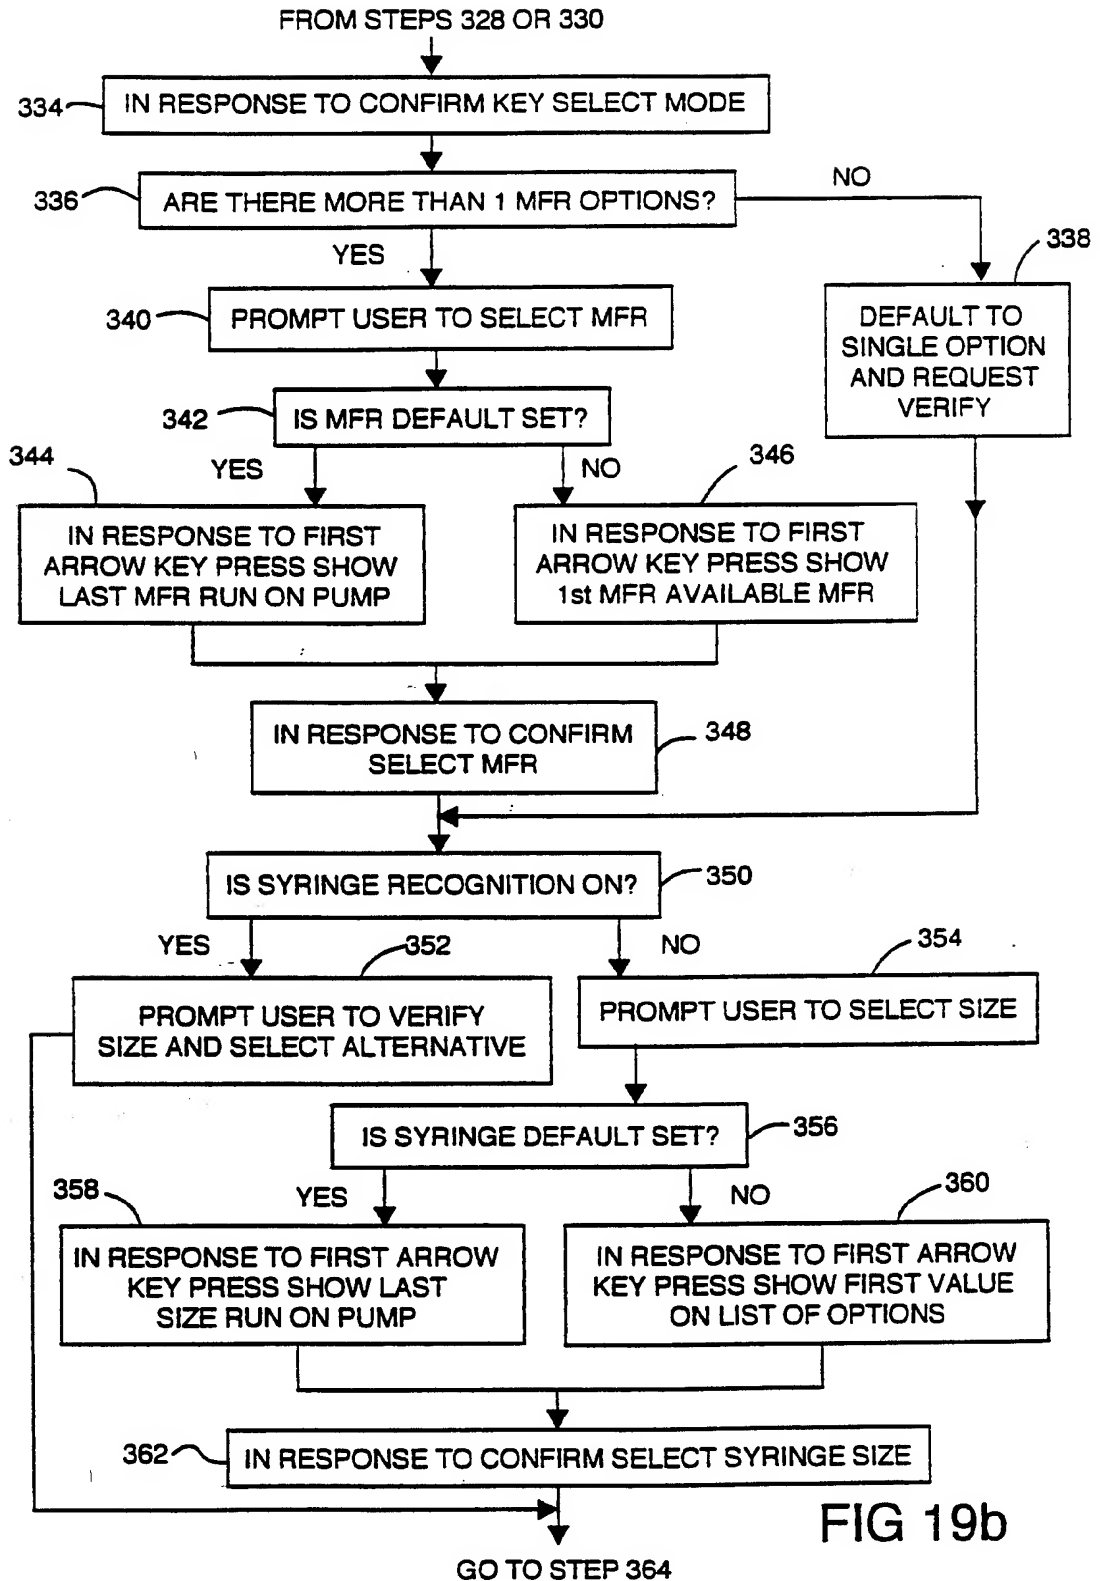 FROM STEPS 328 OR 330
334
IN RESPONSE TO CONFIRM KEY SELECT MODE
336
ARE THERE MORE THAN 1 MFR OPTIONS?
NO
YES
338
DEFAULT TO
SINGLE OPTION
AND REQUEST
VERIFY
340
PROMPT USER TO SELECT MFR
342
IS MFR DEFAULT SET?
344
YES
NO
346
IN RESPONSE TO FIRST
ARROW KEY PRESS SHOW
LAST MFR RUN ON PUMP
IN RESPONSE TO FIRST
ARROW KEY PRESS SHOW
1st MFR AVAILABLE MFR
IN RESPONSE TO CONFIRM
SELECT MFR
348
IS SYRINGE RECOGNITION ON?
350
YES
352
NO
354
PROMPT USER TO VERIFY
SIZE AND SELECT ALTERNATIVE
PROMPT USER TO SELECT SIZE
IS SYRINGE DEFAULT SET?
356
358
YES
NO
360
IN RESPONSE TO FIRST ARROW
KEY PRESS SHOW LAST
SIZE RUN ON PUMP
IN RESPONSE TO FIRST ARROW
KEY PRESS SHOW FIRST VALUE
ON LIST OF OPTIONS
362
IN RESPONSE TO CONFIRM SELECT SYRINGE SIZE
FIG 19b
GO TO STEP 364